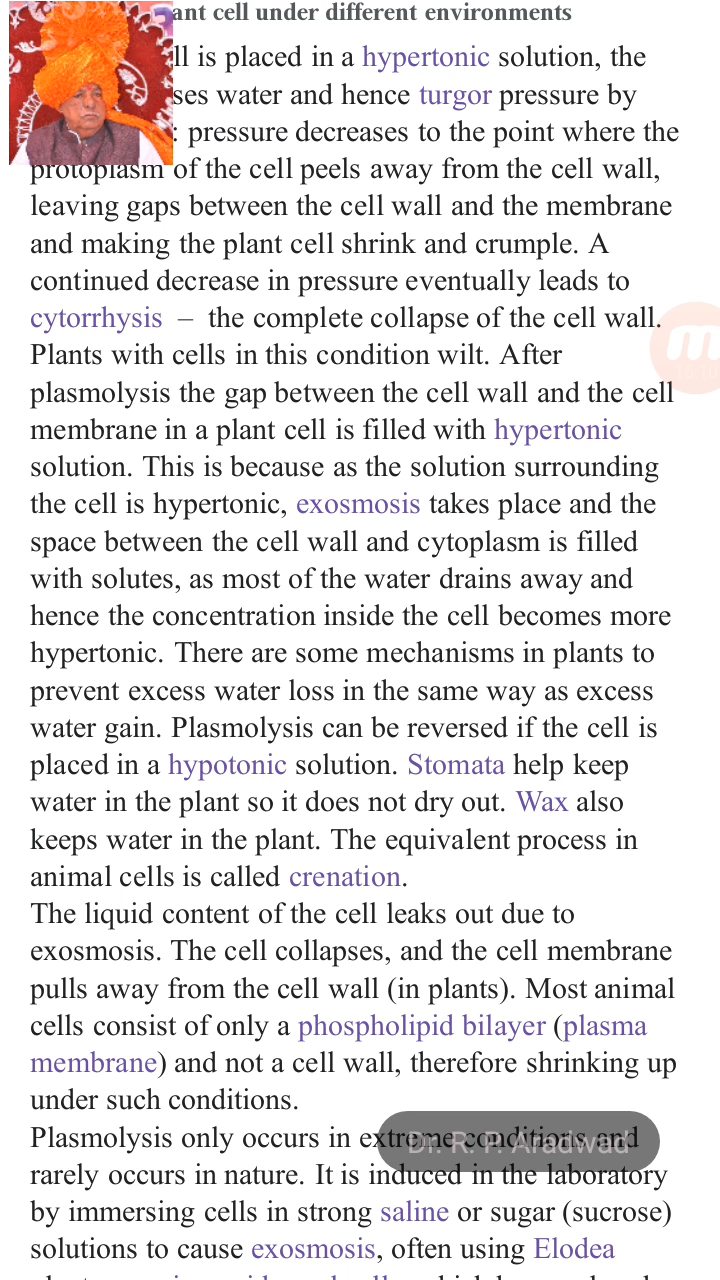 ant cell under different environments
ll is placed in a hypertonic solution, the
ses water and hence turgor pressure by
: pressure decreases to the point where the
protoplasm of the cell peels away from the cell wall,
leaving gaps between the cell wall and the membrane
and making the plant cell shrink and crumple. A
continued decrease in pressure eventually leads to
cytorrhysis – the complete collapse of the cell wall.
Plants with cells in this condition wilt. After
plasmolysis the gap between the cell wall and the cell
membrane in a plant cell is filled with hypertonic
solution. This is because as the solution surrounding
the cell is hypertonic, exosmosis takes place and the
space between the cell wall and cytoplasm is filled
with solutes, as most of the water drains away and
hence the concentration inside the cell becomes more
hypertonic. There are some mechanisms in plants to
prevent excess water loss in the same way as excess
water gain. Plasmolysis can be reversed if the cell is
placed in a hypotonic solution. Stomata help keep
water in the plant so it does not dry out. Wax also
keeps water in the plant. The equivalent process in
animal cells is called crenation.
The liquid content of the cell leaks out due to
exosmosis. The cell collapses, and the cell membrane
pulls away from the cell wall (in plants). Most animal
cells consist of only a phospholipid bilayer (plasma
membrane) and not a cell wall, therefore shrinking up
under such conditions.
Plasmolysis only occurs in extreme conditions and
Dr. R. P. Aradwad
rarely occurs in nature. It is induced in the laboratory
by immersing cells in strong saline or sugar (sucrose)
solutions to cause exosmosis, often using Elodea